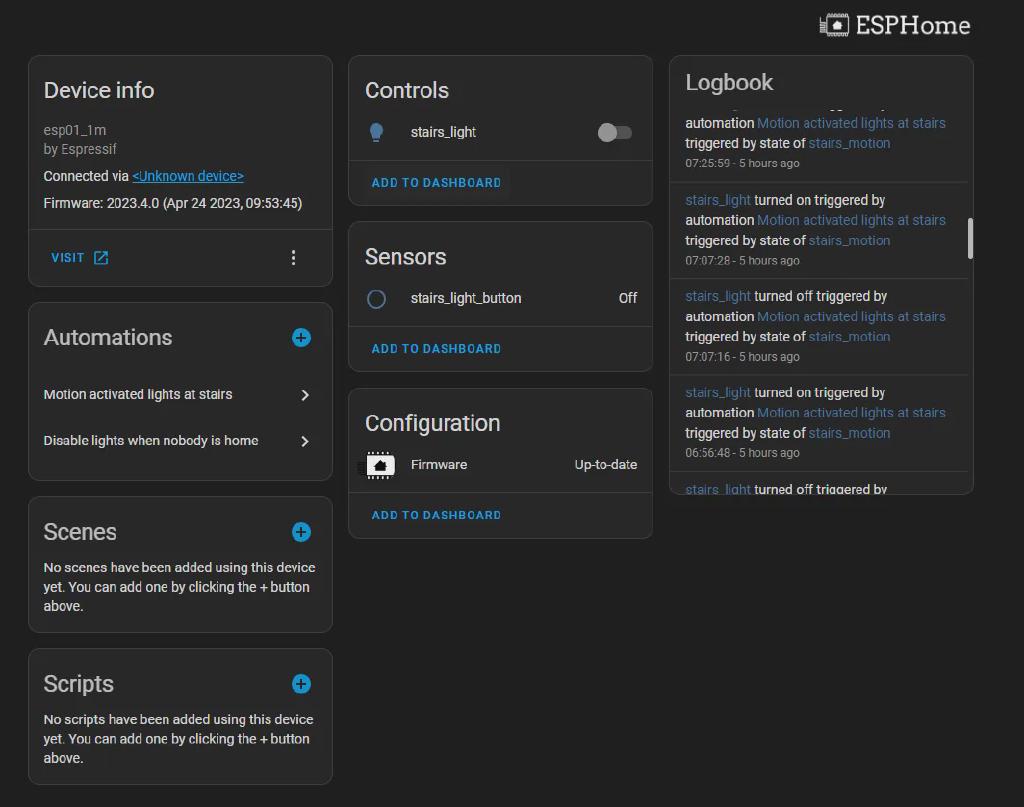 ESPHome
Device info
esp01_1m
by Espressif
Connected via <Unknown device>
Firmware: 2023.4.0 (Apr 24 2023, 09:53:45)
VISIT
Automations
Motion activated lights at stairs
Disable lights when nobody is home
Scenes
No scenes have been added using this device
yet. You can add one by clicking the + button
above.
Scripts
No scripts have been added using this device
yet. You can add one by clicking the + button
above.
Controls
stairs_light
ADD TO DASHBOARD
Sensors
stairs_light_button Off
ADD TO DASHBOARD
Configuration
Firmware Up-to-date
ADD TO DASHBOARD
Logbook
automation Motion activated lights at stairs
triggered by state of stairs_motion
07:25:59 - 5 hours ago
stairs_light turned on triggered by
automation Motion activated lights at stairs
triggered by state of stairs_motion
07:07:28 - 5 hours ago
stairs_light turned off triggered by
automation Motion activated lights at stairs
triggered by state of stairs_motion
07:07:16 - 5 hours ago
stairs_light turned on triggered by
automation Motion activated lights at stairs
triggered by state of stairs_motion
06:56:48 - 5 hours ago
stairs_light turned off triggered by